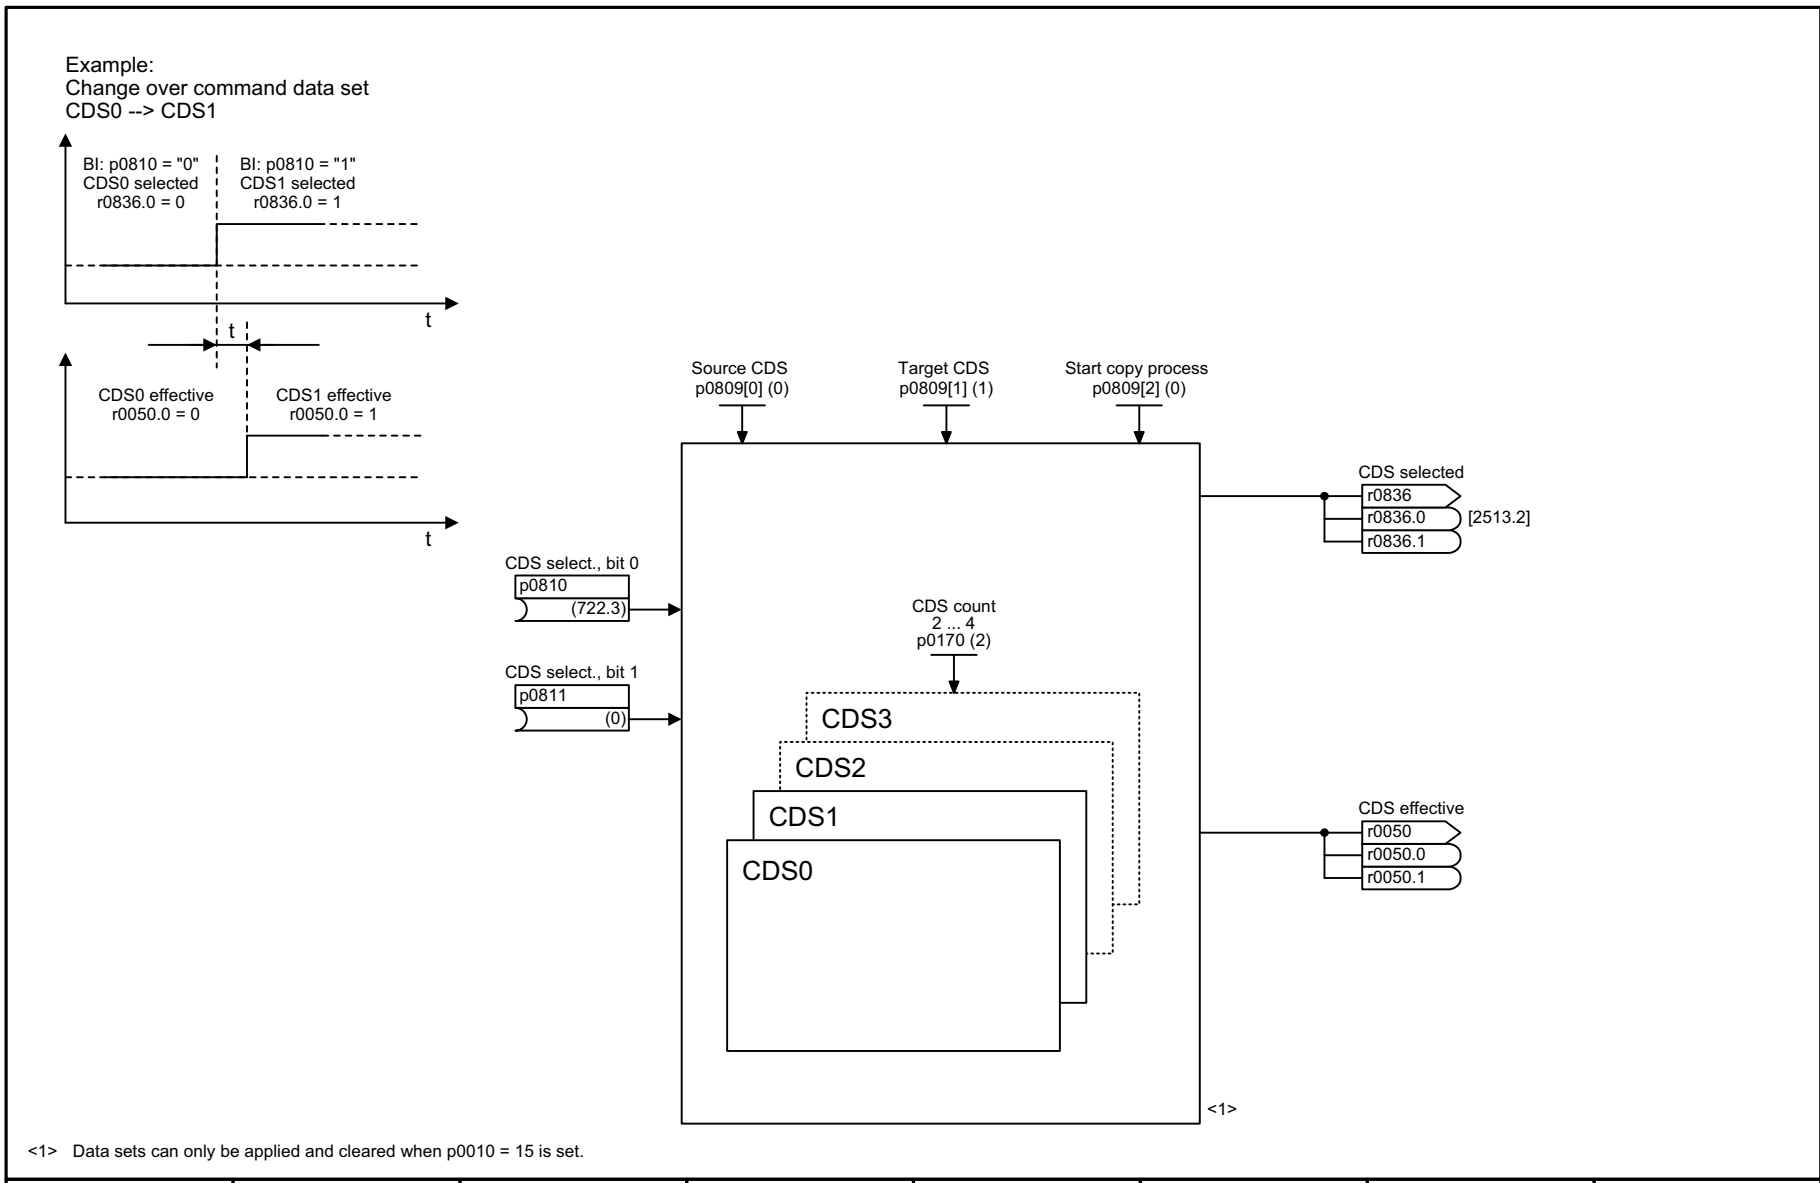 Example:
Change over command data set
CDS0 --> CDS1
BI: p0810 = "0"
CDS0 selected
r0836.0 = 0
BI: p0810 = "1"
CDS1 selected
r0836.0 = 1
t
t
CDS0 effective
r0050.0 = 0
CDS1 effective
r0050.0 = 1
t
Source CDS
p0809[0] (0)
Target CDS
p0809[1] (1)
Start copy process
p0809[2] (0)
CDS selected
r0836
r0836.0
[2513.2]
r0836.1
CDS select., bit 0
p0810
(722.3)
CDS select., bit 1
p0811
(0)
CDS count
2 ... 4
p0170 (2)
CDS3
CDS2
CDS1
CDS0
CDS effective
r0050
r0050.0
r0050.1
<1>
<1> Data sets can only be applied and cleared when p0010 = 15 is set.